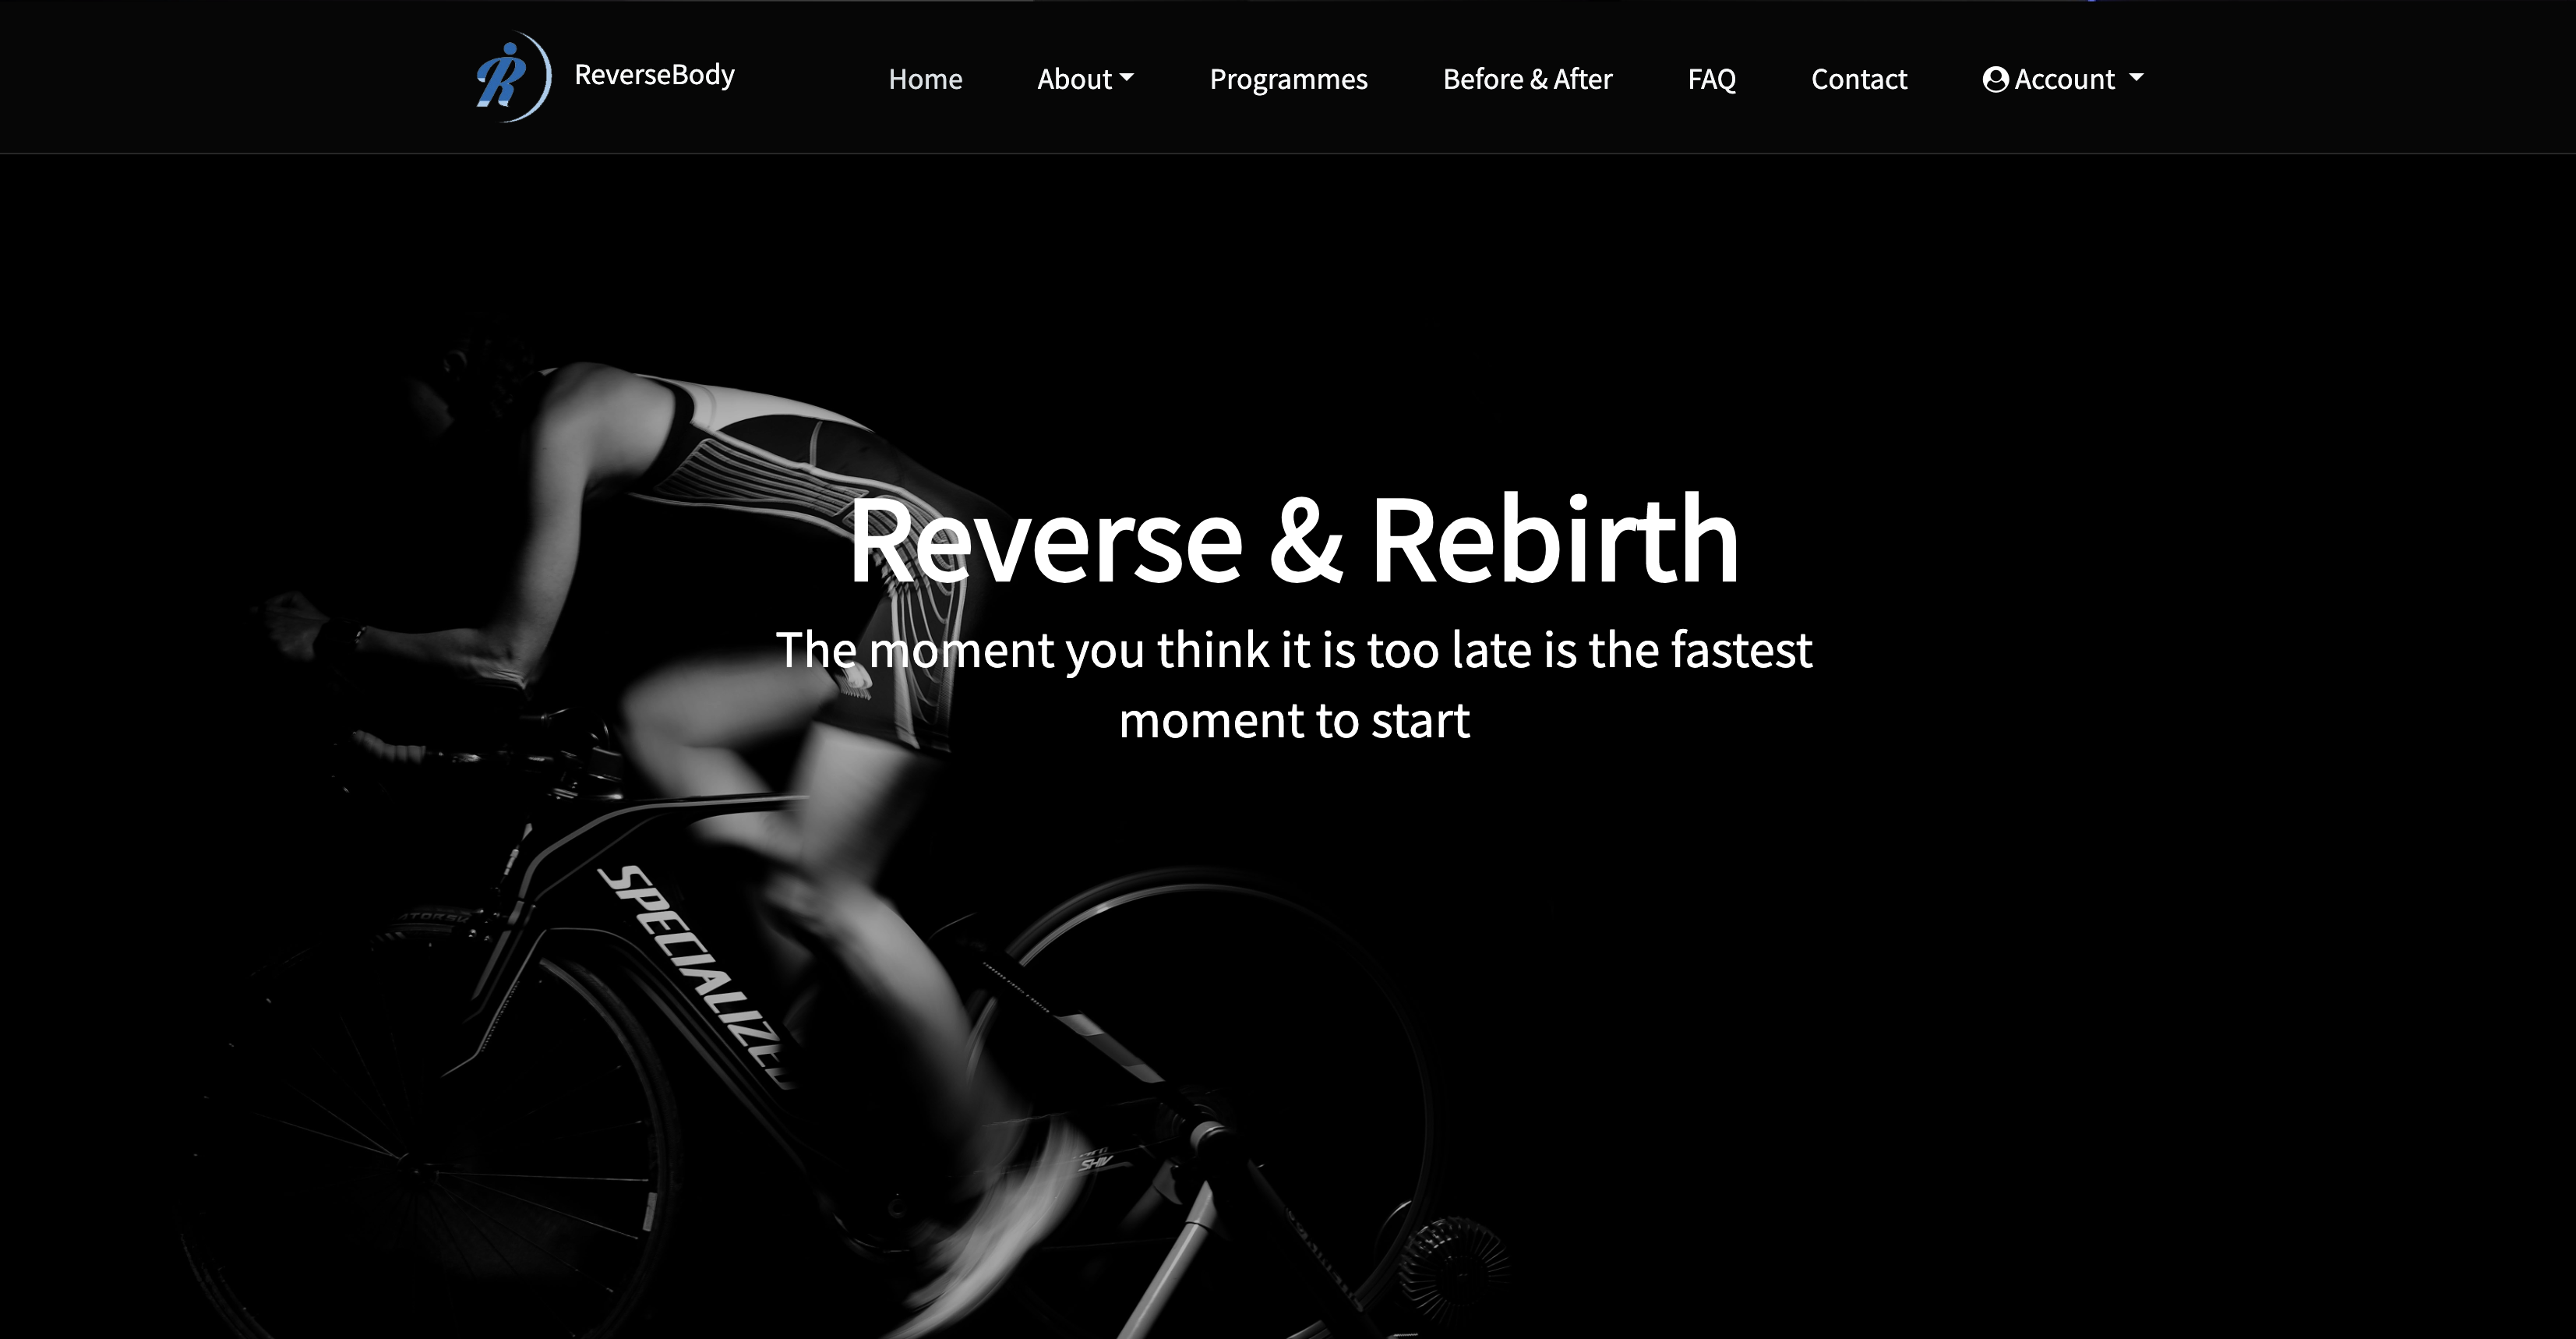 ReverseBody
Home
About
Programmes
Before & After
FAQ
Contact
Account
Reverse & Rebirth
The moment you think it is too late is the fastest
moment to start
SPECIALIZED
SHIV